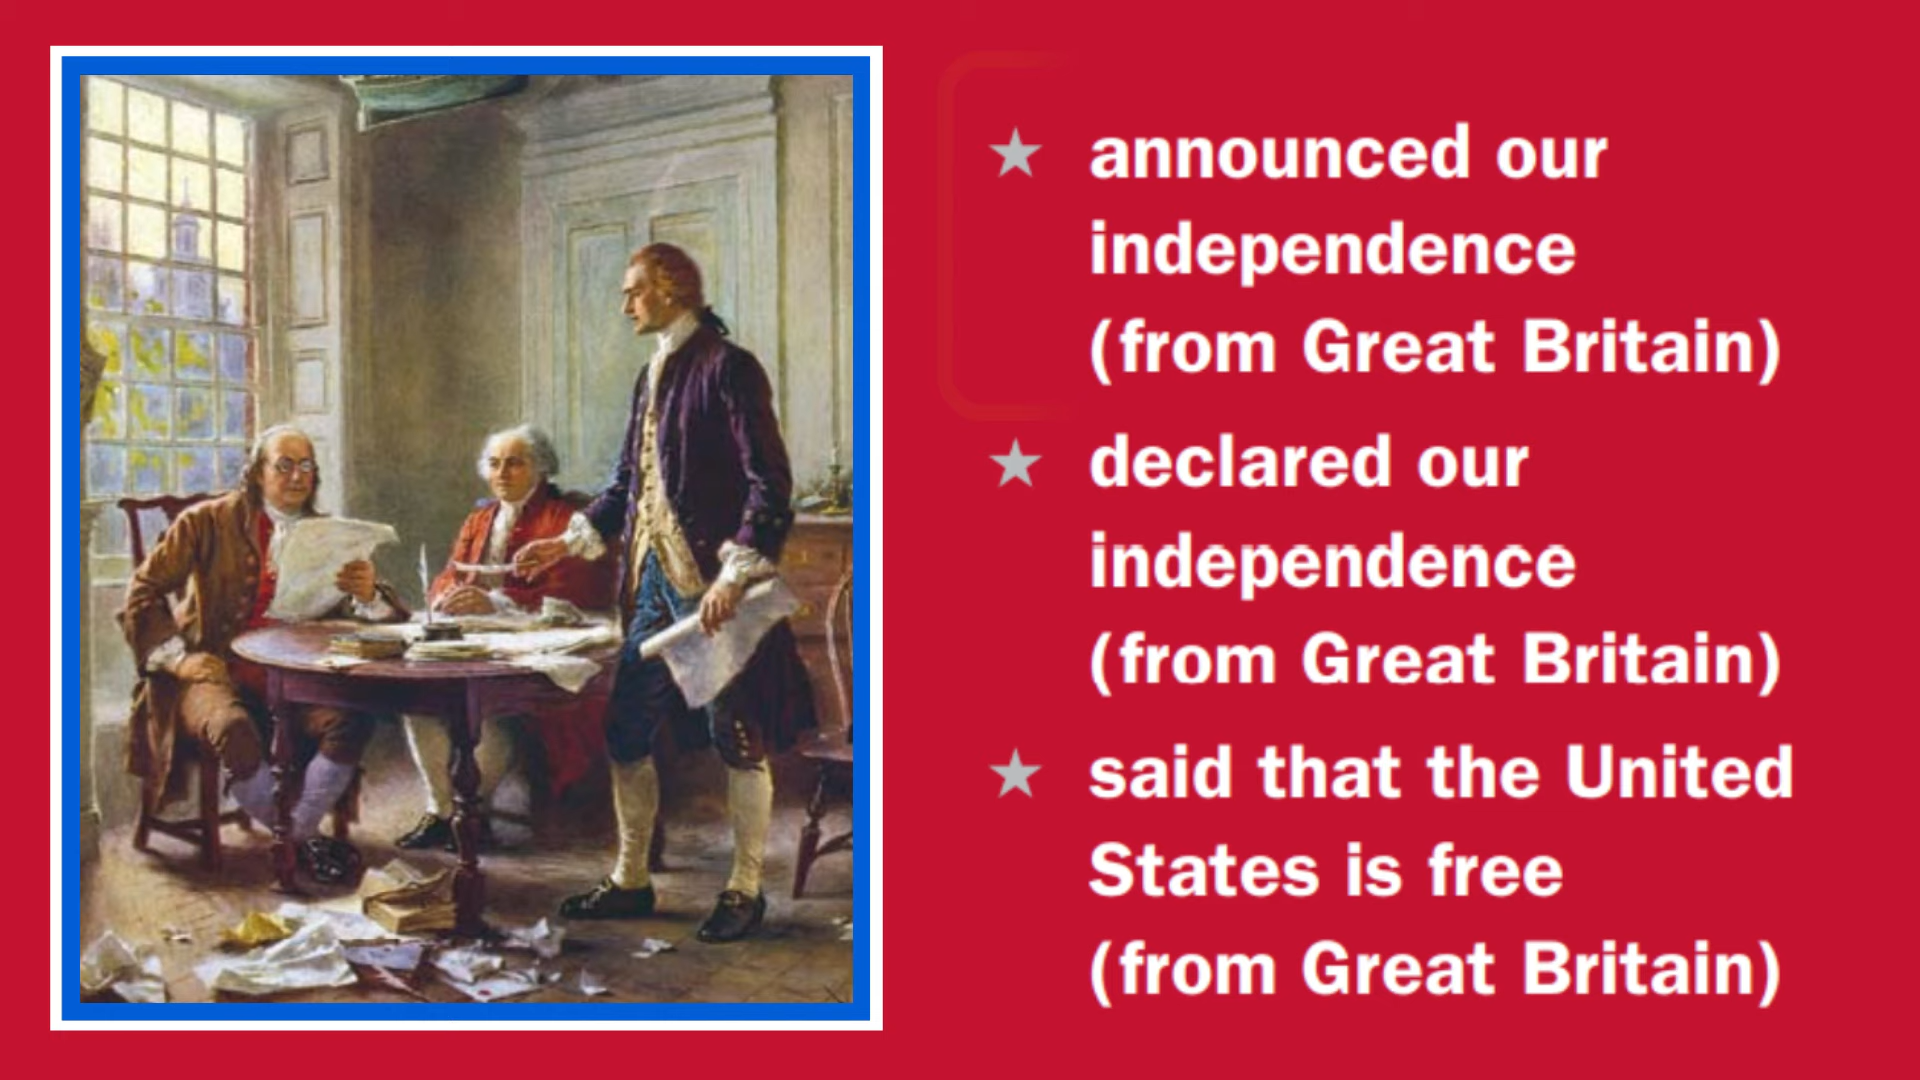 announced our
independence
(from Great Britain)
declared our
independence
(from Great Britain)
said that the United
States is free
(from Great Britain)